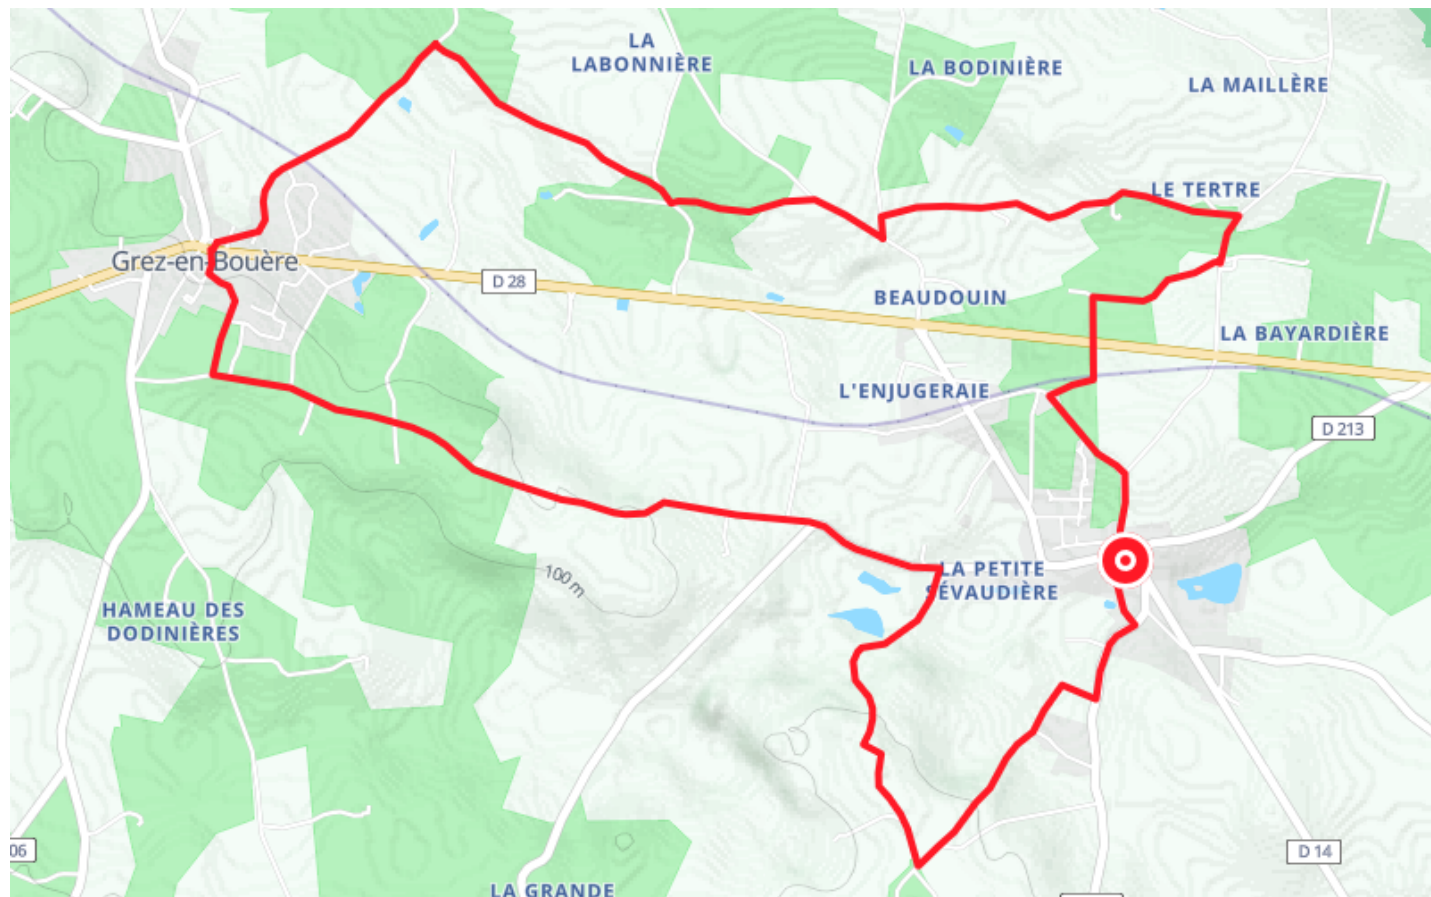 LA
LABONNIÈRE
LA BODINIÈRE
LA MAILLÈRE
LE TERTRE
Grez-en-Bouère
D 28
BEAUDOUIN
LA BAYARDIÈRE
L'ENJUGERAIE
D 213
100 m
LA PETITE
SÉVAUDIÈRE
HAMEAU DES
DODINIÈRES
06
D 14
LA GRANDE